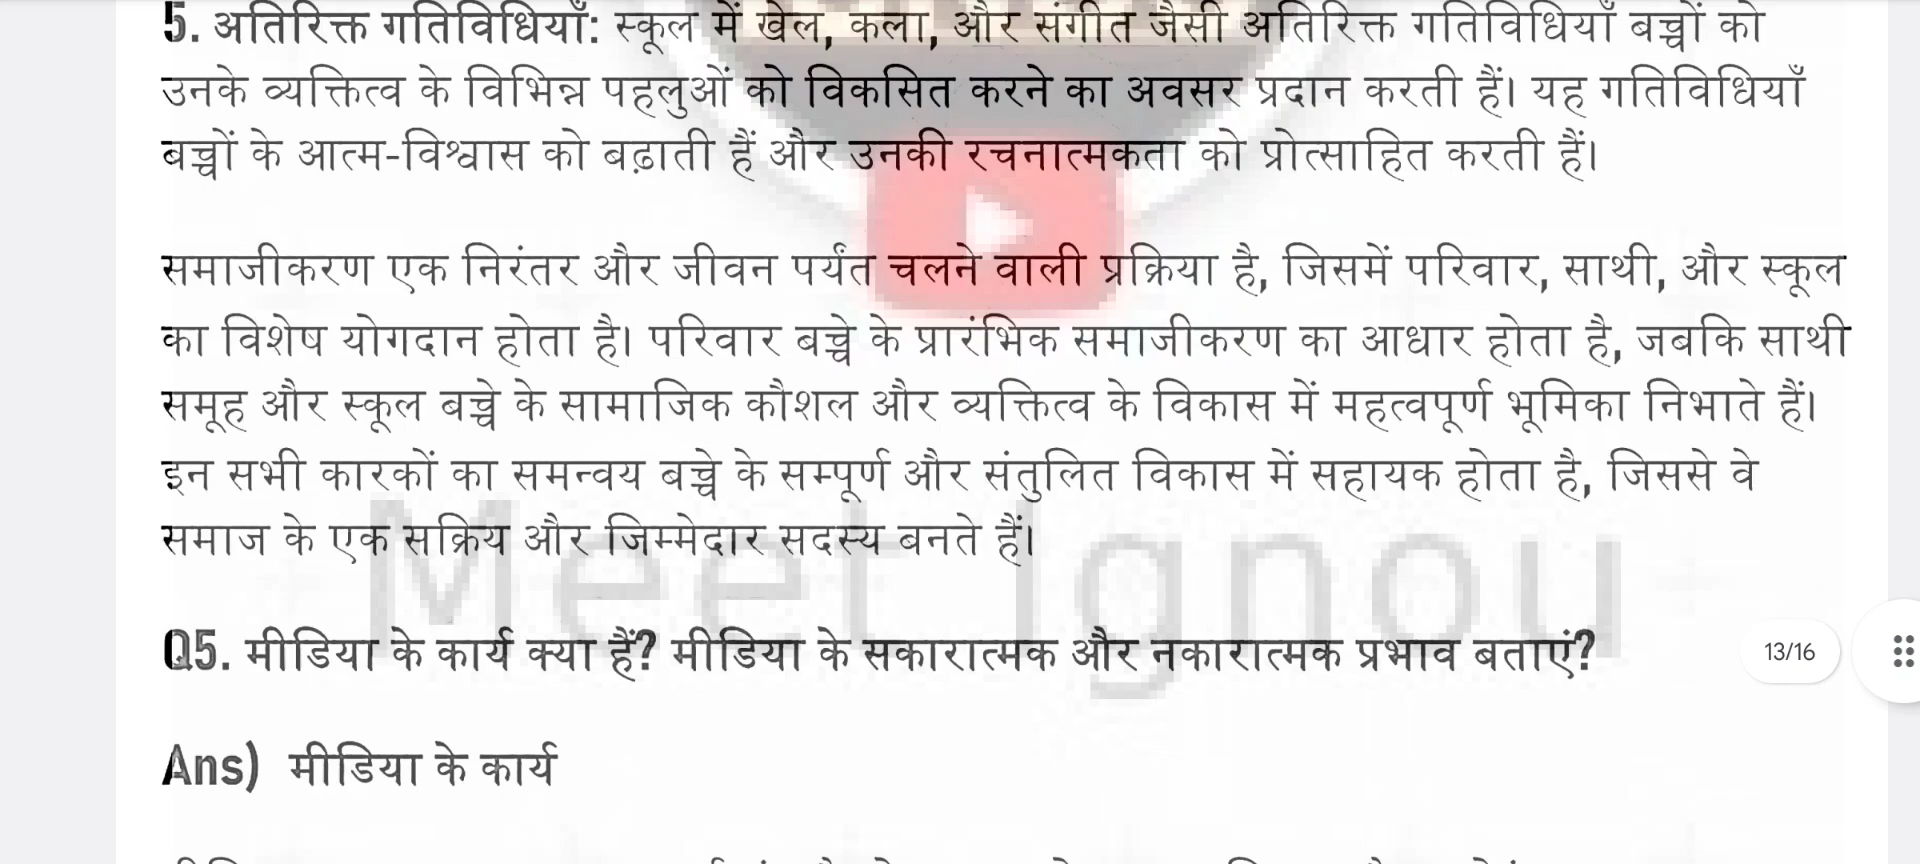 5. अतिरिक्त गतिविधियाँ: स्कूल में खेल, कला, और संगीत जैसी अतिरिक्त गतिविधियाँ बच्चों को
उनके व्यक्तित्व के विभिन्न पहलुओं को विकसित करने का अवसर प्रदान करती हैं। यह गतिविधियाँ
बच्चों के आत्म-विश्वास को बढ़ाती हैं और उनकी रचनात्मकता को प्रोत्साहित करती हैं।
समाजीकरण एक निरंतर और जीवन पर्यंत चलने वाली प्रक्रिया है, जिसमें परिवार, साथी, और स्कूल
का विशेष योगदान होता है। परिवार बच्चे के प्रारंभिक समाजीकरण का आधार होता है, जबकि साथी
समूह और स्कूल बच्चे के सामाजिक कौशल और व्यक्तित्व के विकास में महत्वपूर्ण भूमिका निभाते हैं।
इन सभी कारकों का समन्वय बच्चे के सम्पूर्ण और संतुलित विकास में सहायक होता है, जिससे वे
समाज के एक सक्रिय और जिम्मेदार सदस्य बनते हैं।
Meet Ignou
Q5. मीडिया के कार्य क्या हैं? मीडिया के सकारात्मक और नकारात्मक प्रभाव बताएं?
13/16
Ans) मीडिया के कार्य